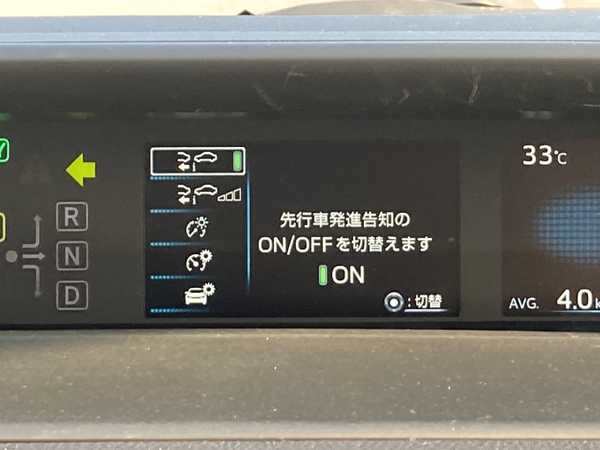 33℃
R
N
D
先行車発進告知の
ON/OFFを切替えます
ON
:切替
AVG. 4.0